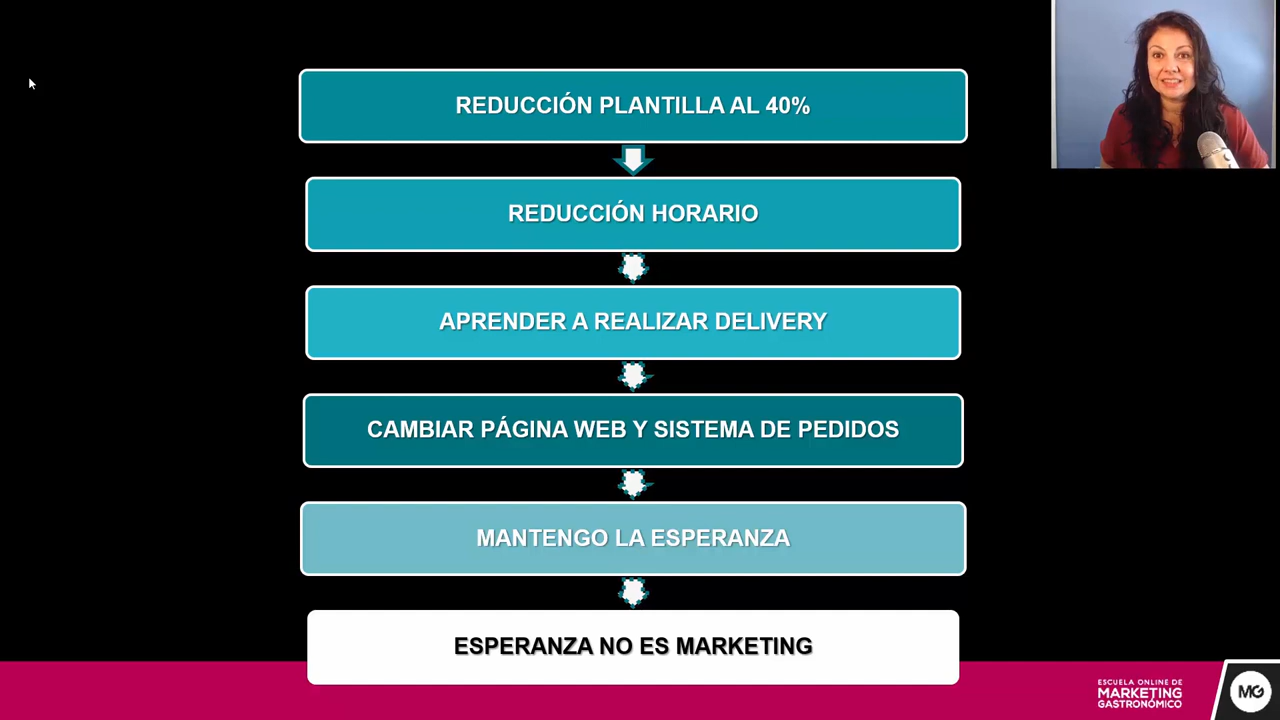 REDUCCIÓN PLANTILLA AL 40%
REDUCCIÓN HORARIO
APRENDER A REALIZAR DELIVERY
CAMBIAR PÁGINA WEB Y SISTEMA DE PEDIDOS
MANTENGO LA ESPERANZA
ESPERANZA NO ES MARKETING
ESCUELA ONLINE DE
MARKETING
GASTRONÓMICO
MG